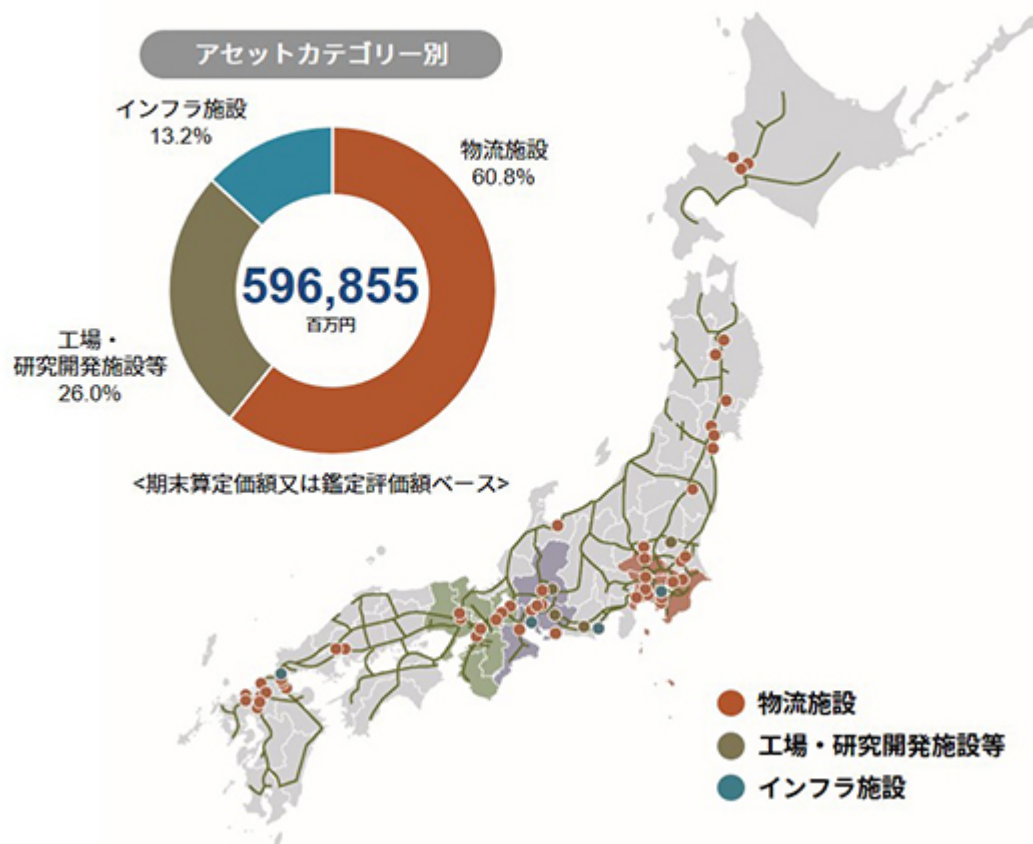 アセットカテゴリー別
インフラ施設
13.2%
物流施設
60.8%
596,855
百万円
工場・
研究開発施設等
26.0%
<期末算定価額又は鑑定評価額ベース>
物流施設
工場・研究開発施設等
インフラ施設